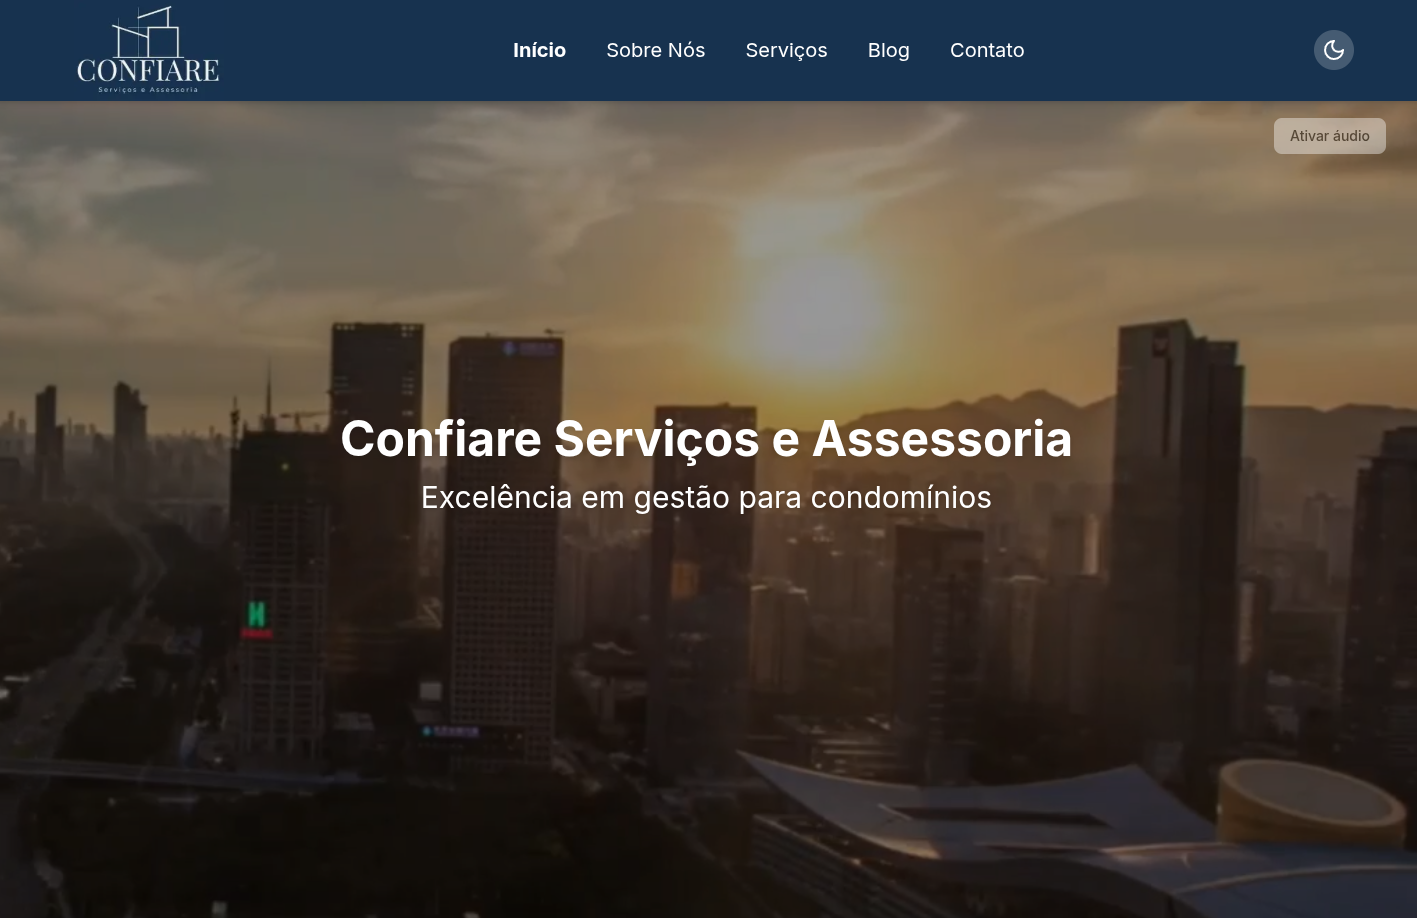 CONFIARE
Serviços e Assessoria
Início
Sobre Nós
Serviços
Blog
Contato
Ativar áudio
Confiare Serviços e Assessoria
Excelência em gestão para condomínios
H